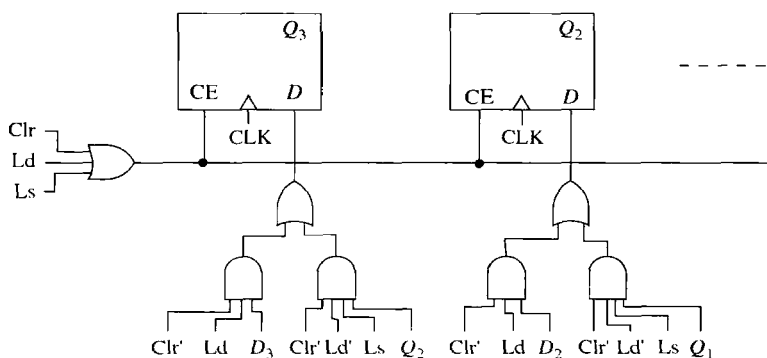 Q3 Q2
CE D CE D
CLK CLK
Clr
Ld
Ls
Clr' Ld D3 Clr' Ld' Ls Q2 Clr' Ld D2 Clr' Ld' Ls Q1